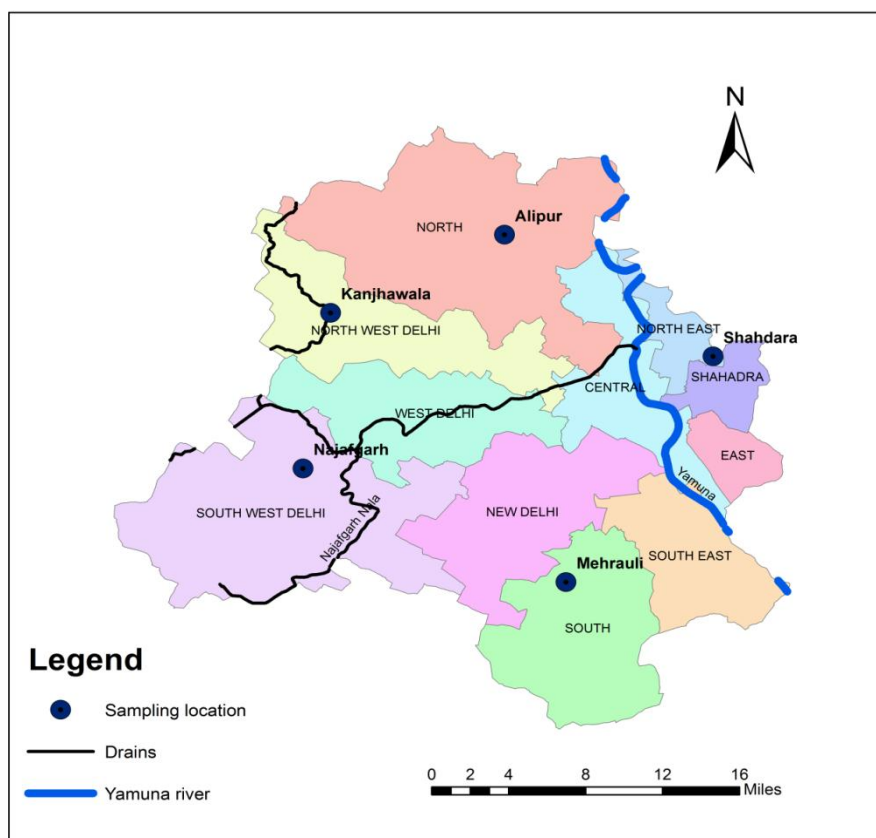 N
Alipur
NORTH
Kanjhawala
NORTH WEST DELHI
NORTH EAST
Shahdara
SHAHADRA
CENTRAL
WEST DELHI
EAST
Najafgarh
Yamuna
SOUTH WEST DELHI
Najafgarh Nala
NEW DELHI
SOUTH EAST
Mehrauli
SOUTH
Legend
Sampling location
Drains
Yamuna river
0 2 4 8 12 16
Miles